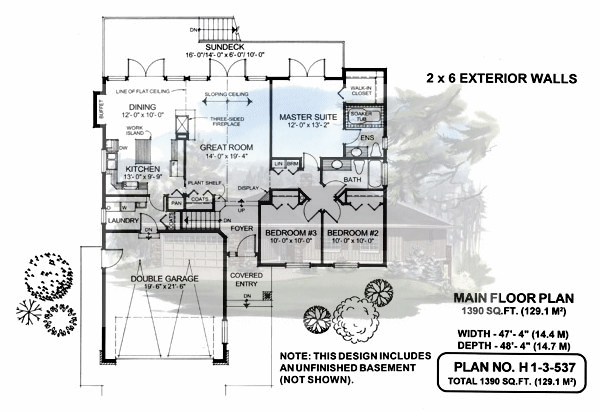 DN
SUNDECK
16'- 0"/14'- 0" x 6'- 0"/ 10'- 0"
2 x 6 EXTERIOR WALLS
LINE OF FLAT CEILING
SLOPING CEILING
WALK-IN
CLOSET
BUFFET
DINING
12'- 0" x 10'- 0"
MASTER SUITE
12'- 0" x 13'- 2"
SOAKER
TUB
THREE-SIDED
FIREPLACE
WORK
ISLAND
ENS
DW
GREAT ROOM
14'- 0" x 19'- 4"
LIN
BRM
KITCHEN
13'- 0" x 9'- 9"
BATH
PLANT SHELF
DISPLAY
PAN
COATS
W
D
LAUNDRY
COATS
DN
DN
FOYER
BEDROOM #3
10'- 0" x 10'- 0"
BEDROOM #2
10'- 0" x 10'- 0"
DN
DOUBLE GARAGE
19'- 6" x 21'- 6"
COVERED
ENTRY
DN
MAIN FLOOR PLAN
1390 SQ.FT. (129.1 M²)
WIDTH - 47'- 4" (14.4 M)
DEPTH - 48'- 4" (14.7 M)
NOTE: THIS DESIGN INCLUDES
AN UNFINISHED BASEMENT
(NOT SHOWN).
PLAN NO. H 1-3-537
TOTAL 1390 SQ.FT. (129.1 M²)